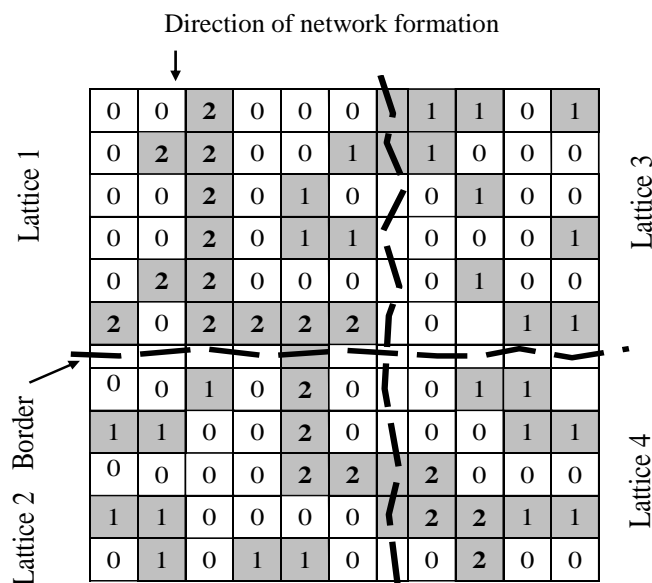 Direction of network formation
0 0 2 0 0 0 1 1 0 1
0 2 2 0 0 1 1 0 0 0
0 0 2 0 1 0 0 1 0 0
0 0 2 0 1 1 0 0 0 1
0 2 2 0 0 0 0 1 0 0
2 0 2 2 2 2 0 1 1
0 0 1 0 2 0 0 1 1
1 1 0 0 2 0 0 0 1 1
0 0 0 0 2 2 2 0 0 0
1 1 0 0 0 0 2 2 1 1
0 1 0 1 1 0 0 2 0 0
Lattice 1
Lattice 2
Border
Lattice 3
Lattice 4